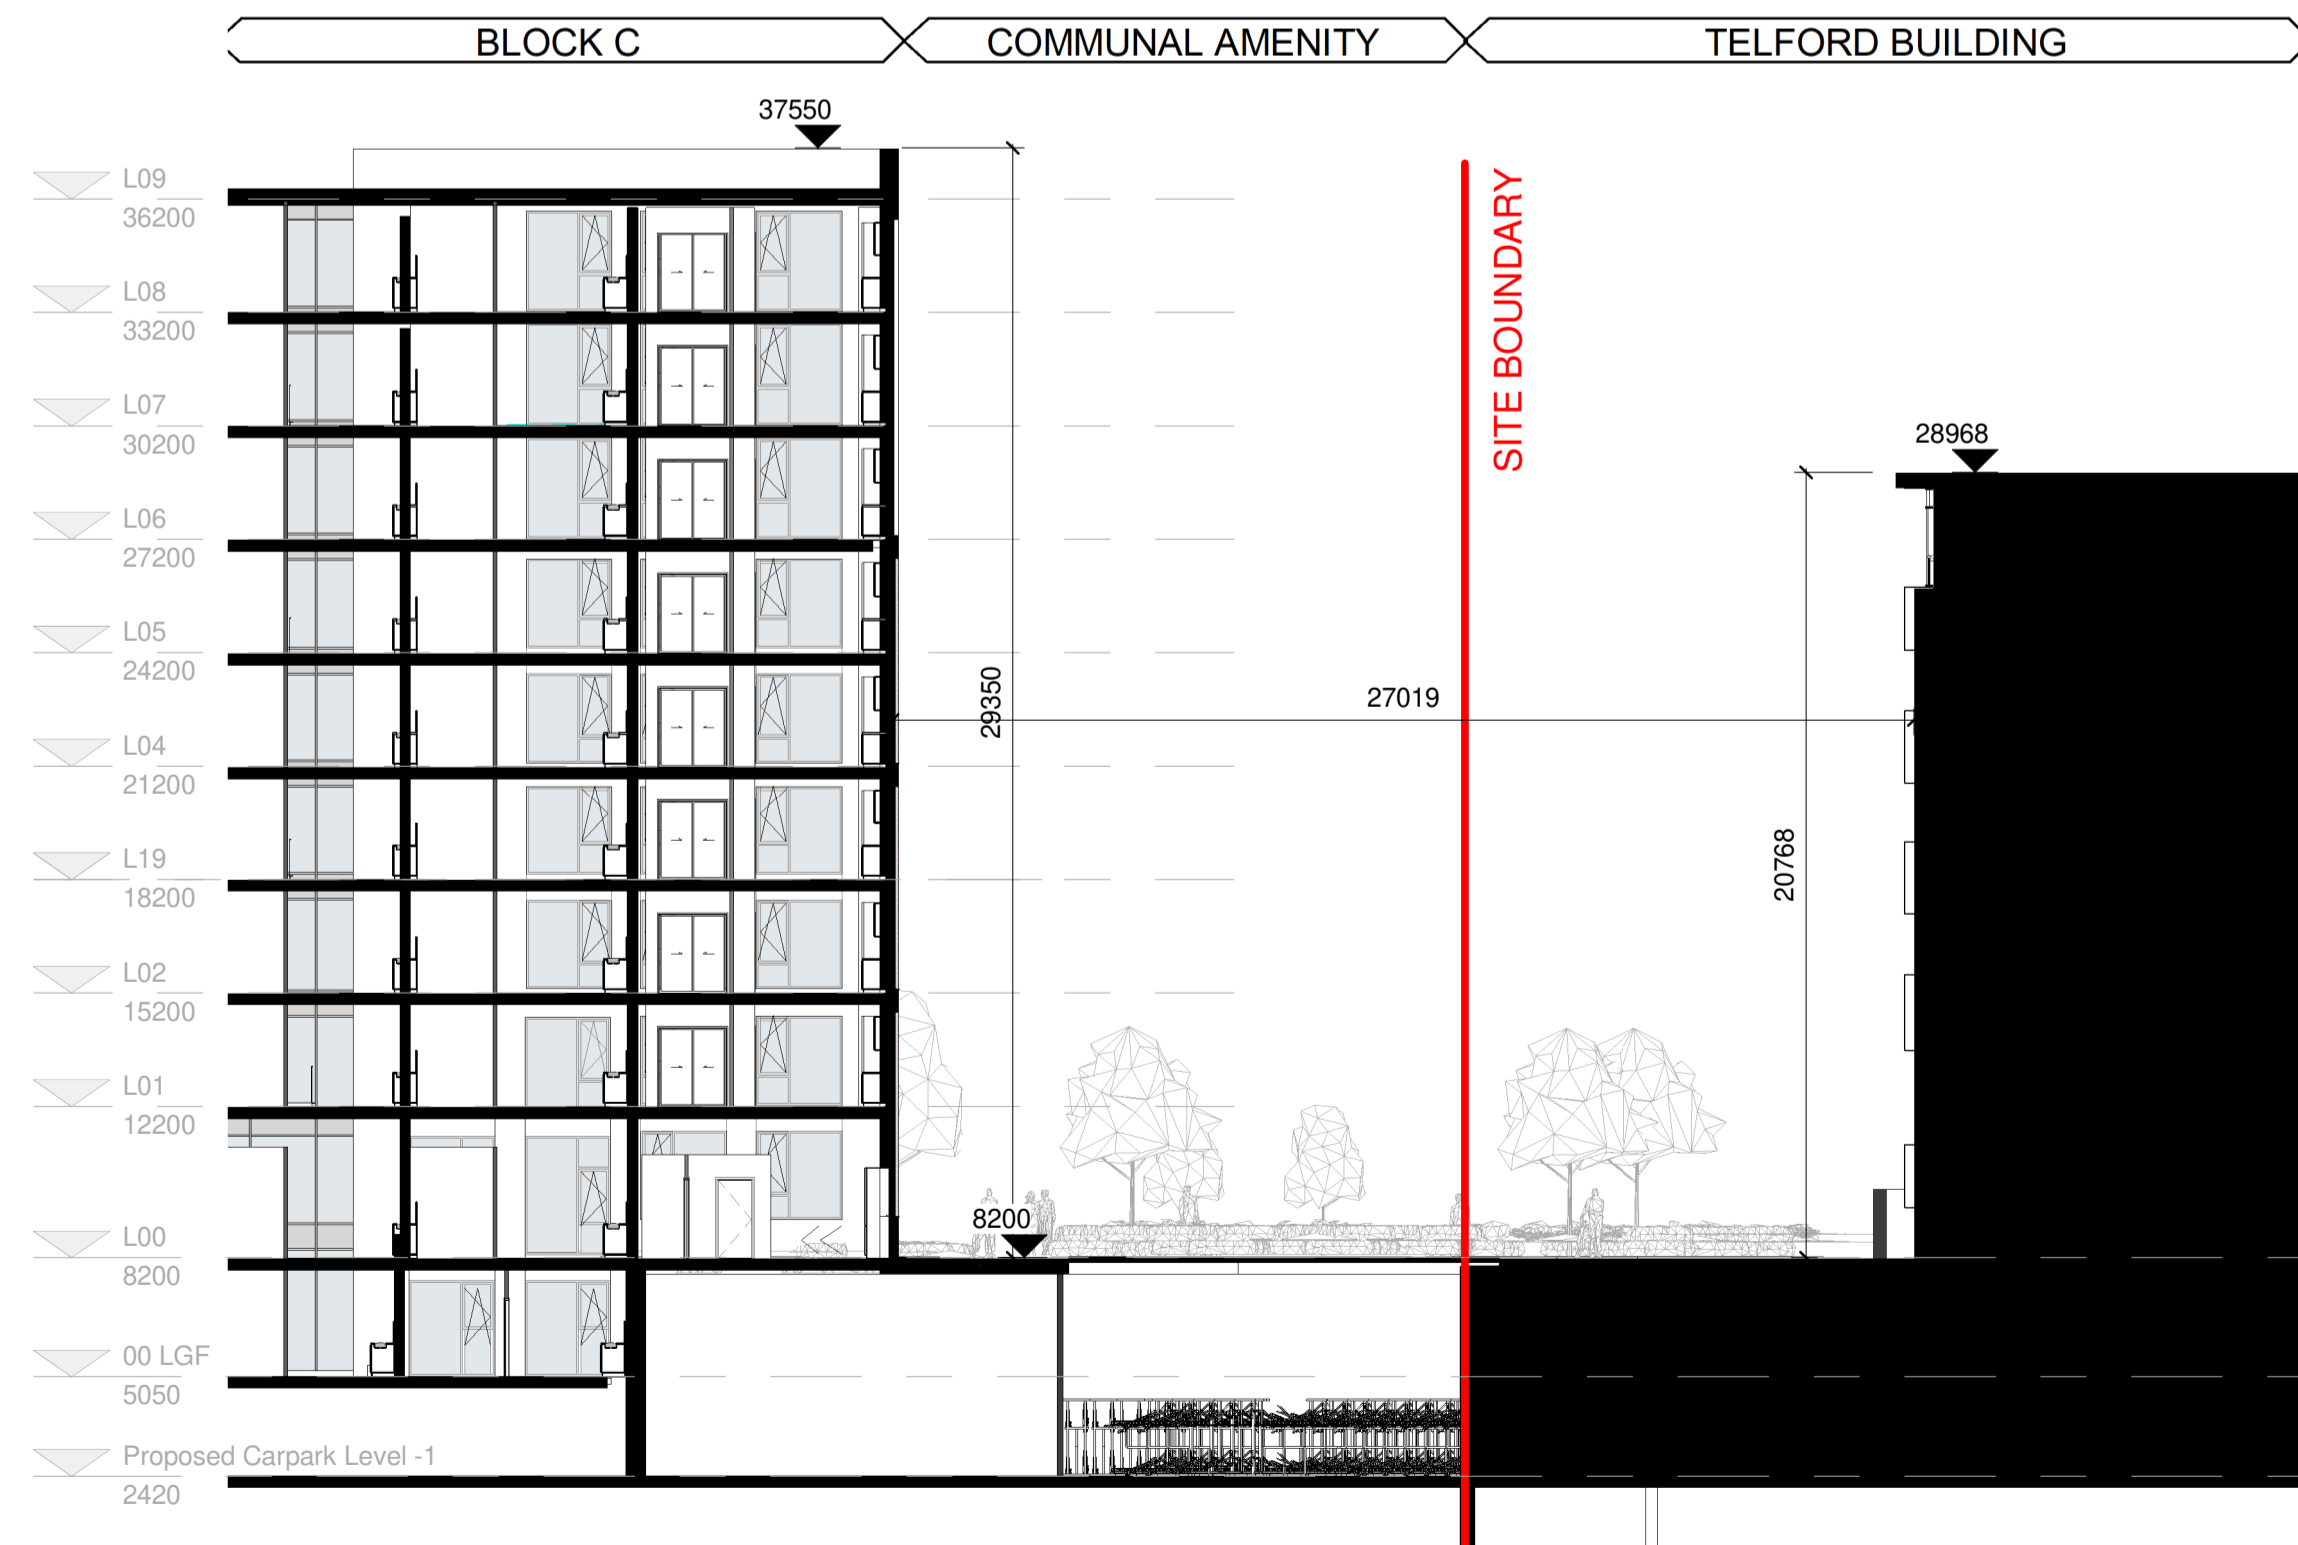 BLOCK C
COMMUNAL AMENITY
TELFORD BUILDING
37550
L09
36200
SITE BOUNDARY
L08
33200
L07
30200
28968
L06
27200
L05
24200
29350
27019
L04
21200
20768
L19
18200
L02
15200
L01
12200
8200
L00
8200
00 LGF
5050
Proposed Carpark Level -1
2420